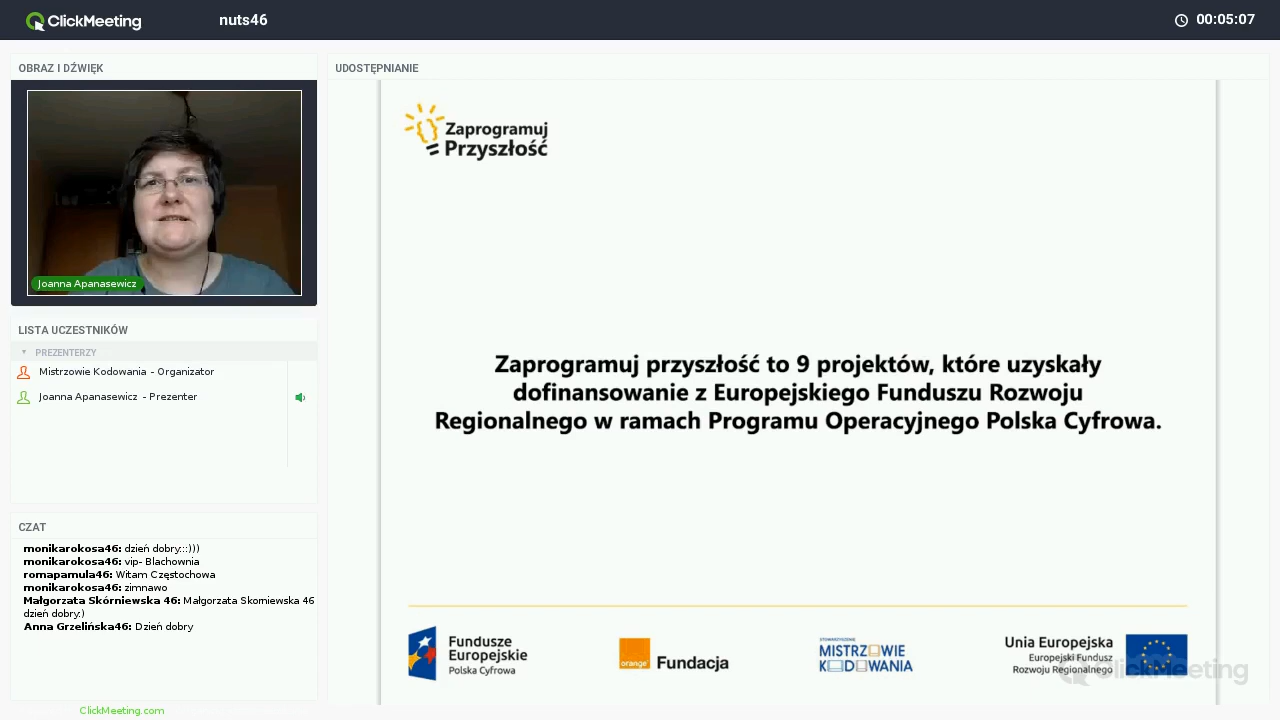 ClickMeeting
nuts46
00:05:07
OBRAZ I DŹWIĘK
Joanna Apanasewicz
LISTA UCZESTNIKÓW
PREZENTERZY
Mistrzowie Kodowania - Organizator
Joanna Apanasewicz - Prezenter
CZAT
monikarokosa46: dzień dobry:::)))
monikarokosa46: vip- Blachownia
romapamula46: Witam Częstochowa
monikarokosa46: zimnawo
Małgorzata Skórniewska 46: Małgorzata Skorniewska 46
dzień dobry:)
Anna Grzelińska46: Dzień dobry
ClickMeeting.com
UDOSTĘPNIANIE
Zaprogramuj
Przyszłość
Zaprogramuj przyszłość to 9 projektów, które uzyskały
dofinansowanie z Europejskiego Funduszu Rozwoju
Regionalnego w ramach Programu Operacyjnego Polska Cyfrowa.
Fundusze
Europejskie
Polska Cyfrowa
orange
Fundacja
STOWARZYSZENIE
MISTRZOWIE
KODOWANIA
Unia Europejska
Europejski Fundusz
Rozwoju Regionalnego
ClickMeeting